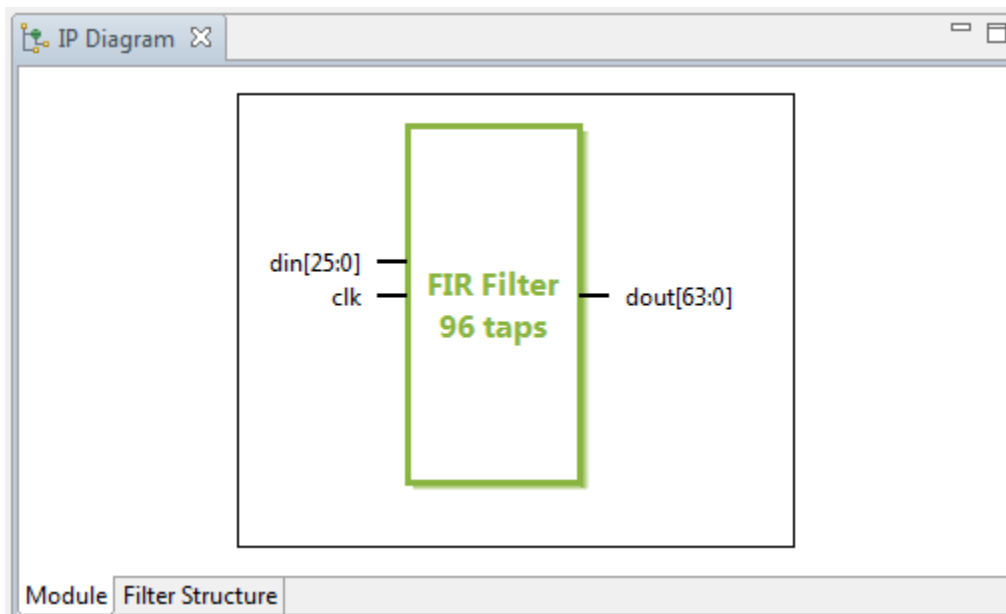 IP Diagram
din[25:0]
clk
FIR Filter
96 taps
dout[63:0]
Module
Filter Structure